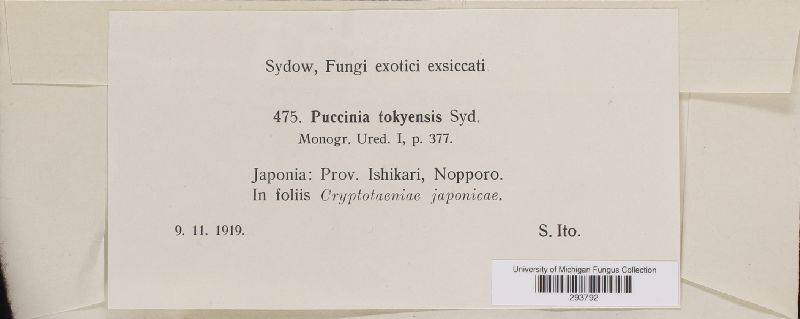 Sydow, Fungi exotici exsiccati
475. Puccinia tokyensis Syd.
Monogr. Ured. I, p. 377.
Japonia: Prov. Ishikari, Nopporo.
In foliis Cryptotaeniae japonicae.
9. 11. 1919.
S. Ito.
University of Michigan Fungus Collection
293792